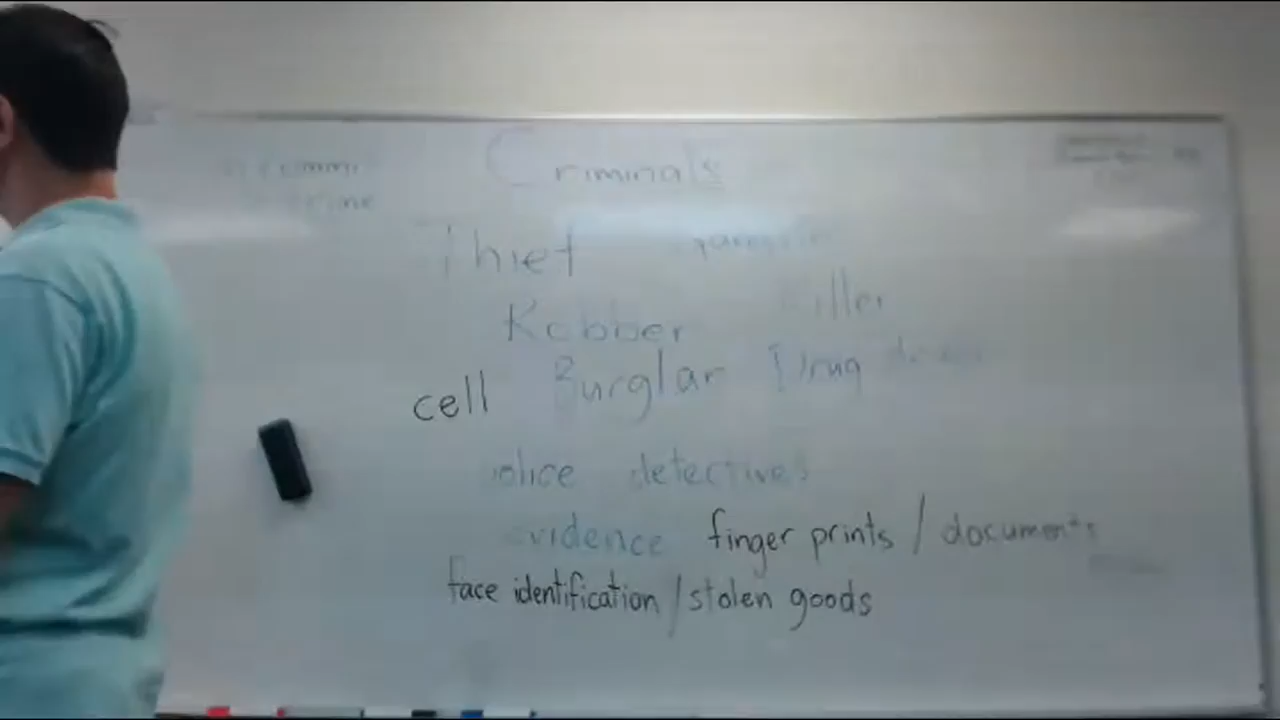 Criminals
Thief
Killer
Robber
Burglar Drug
cell
police detectives
evidence finger prints / documents
face identification / stolen goods